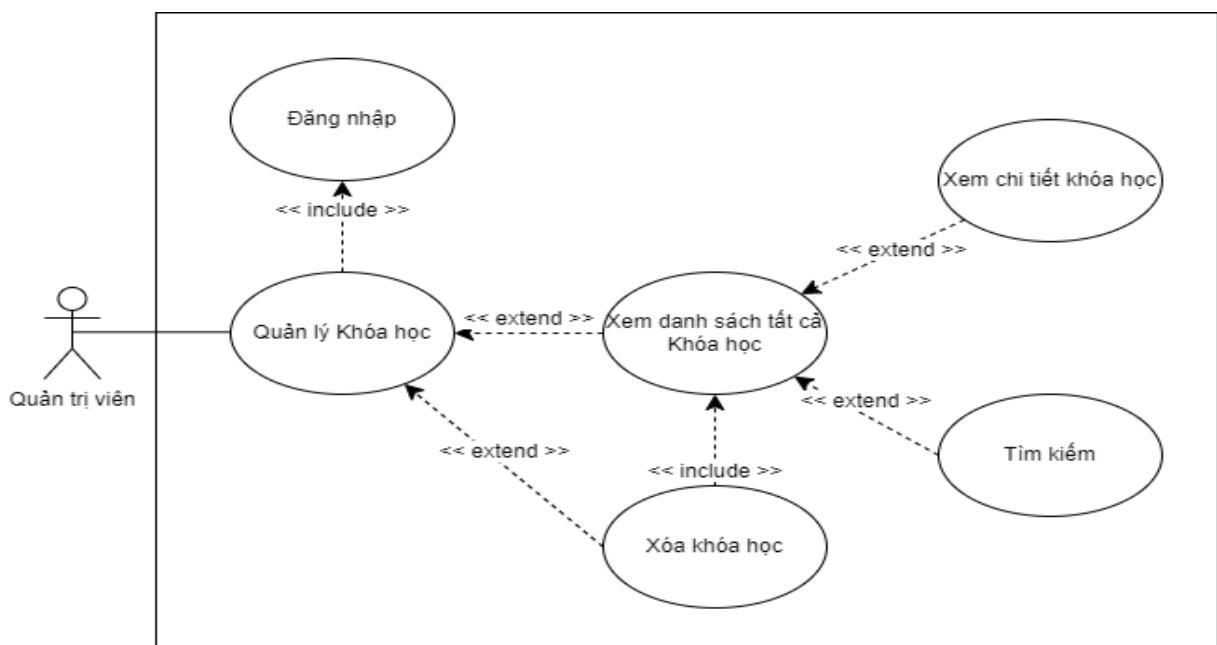 Đăng nhập
<< include >>
Quản trị viên
Quản lý Khóa học
<< extend >>
Xem danh sách tất cả
Khóa học
<< extend >>
Xem chi tiết khóa học
<< extend >>
Tìm kiếm
<< extend >>
<< include >>
Xóa khóa học